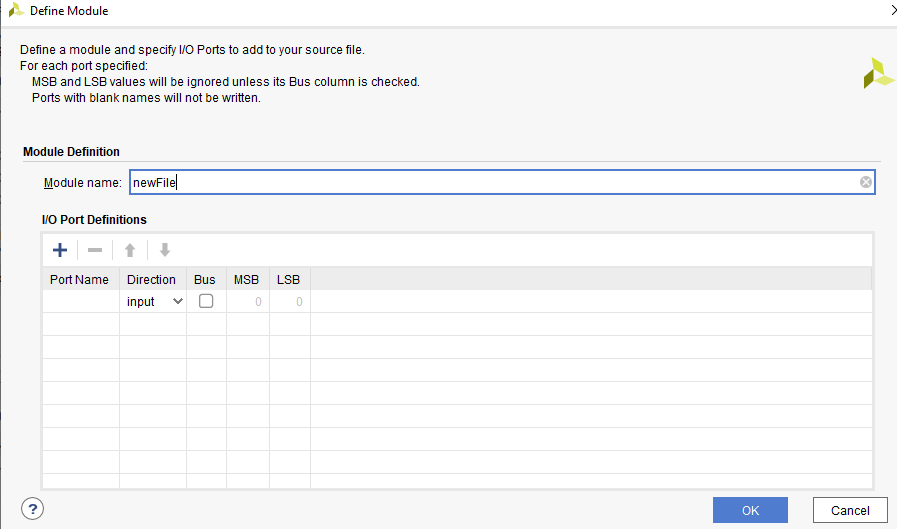 Define Module
Define a module and specify I/O Ports to add to your source file.
For each port specified:
MSB and LSB values will be ignored unless its Bus column is checked.
Ports with blank names will not be written.
Module Definition
Module name: newFile
I/O Port Definitions
Port Name Direction Bus MSB LSB
input 0 0
? OK Cancel